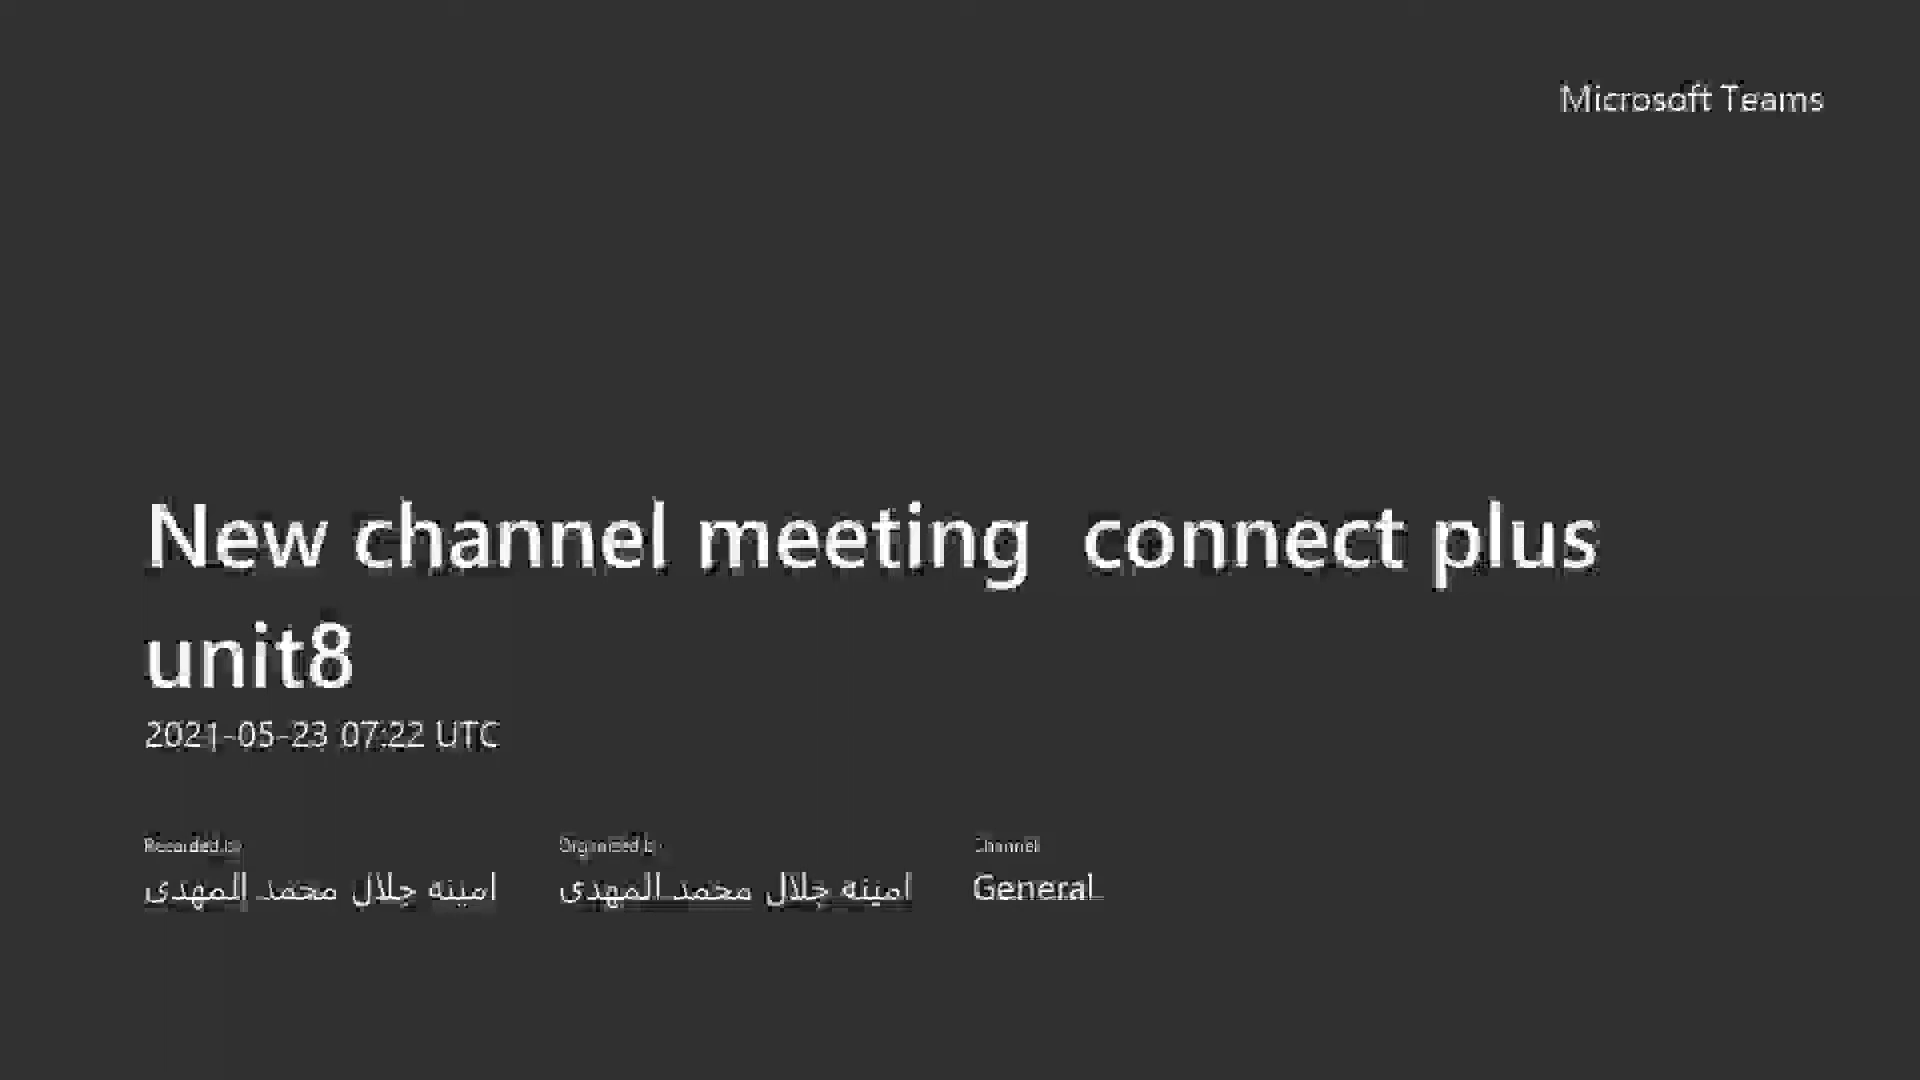 Microsoft Teams
New channel meeting  connect plus
unit8
2021-05-23 07:22 UTC
Recorded by Organized by Channel
امينه جلال محمد المهدى امينه جلال محمد المهدى General